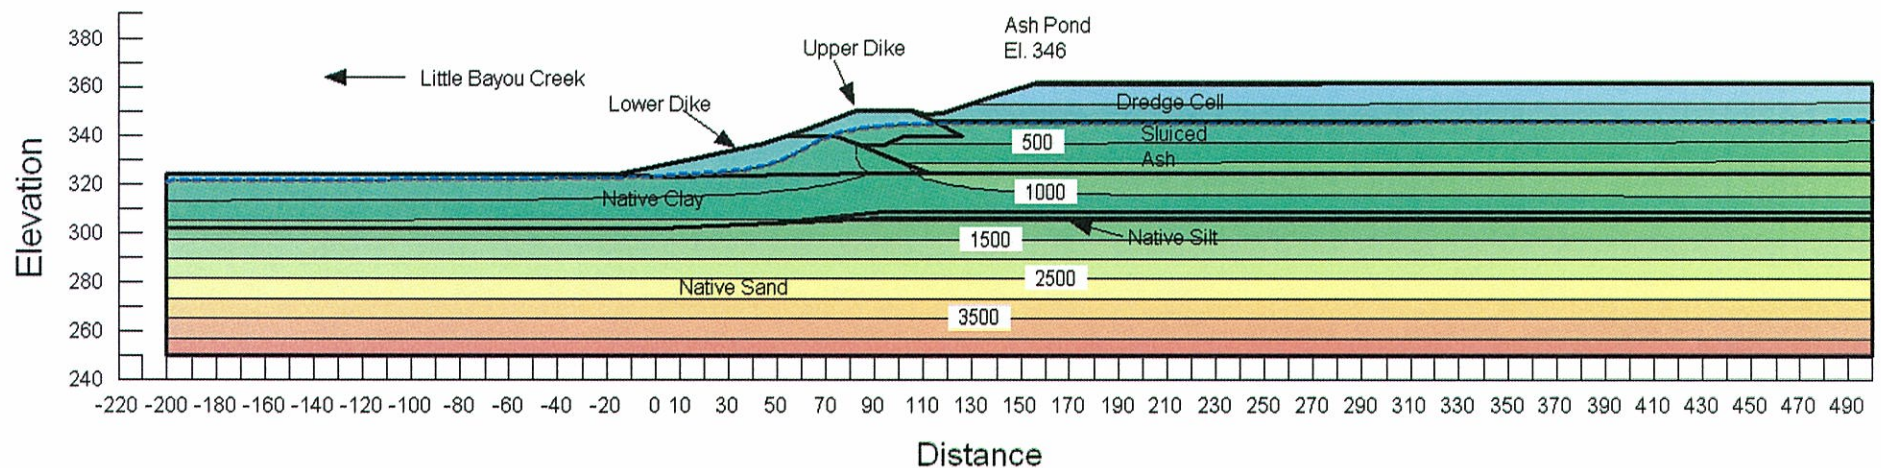 Ash Pond
El. 346
Upper Dike
Little Bayou Creek
Lower Dike
Dredge Cell
500
Sluiced
Ash
1000
Native Clay
1500
Native Silt
2500
Native Sand
3500
Elevation
380
360
340
320
300
280
260
240
-220 -200 -180 -160 -140 -120 -100 -80 -60 -40 -20 0 10 30 50 70 90 110 130 150 170 190 210 230 250 270 290 310 330 350 370 390 410 430 450 470 490
Distance